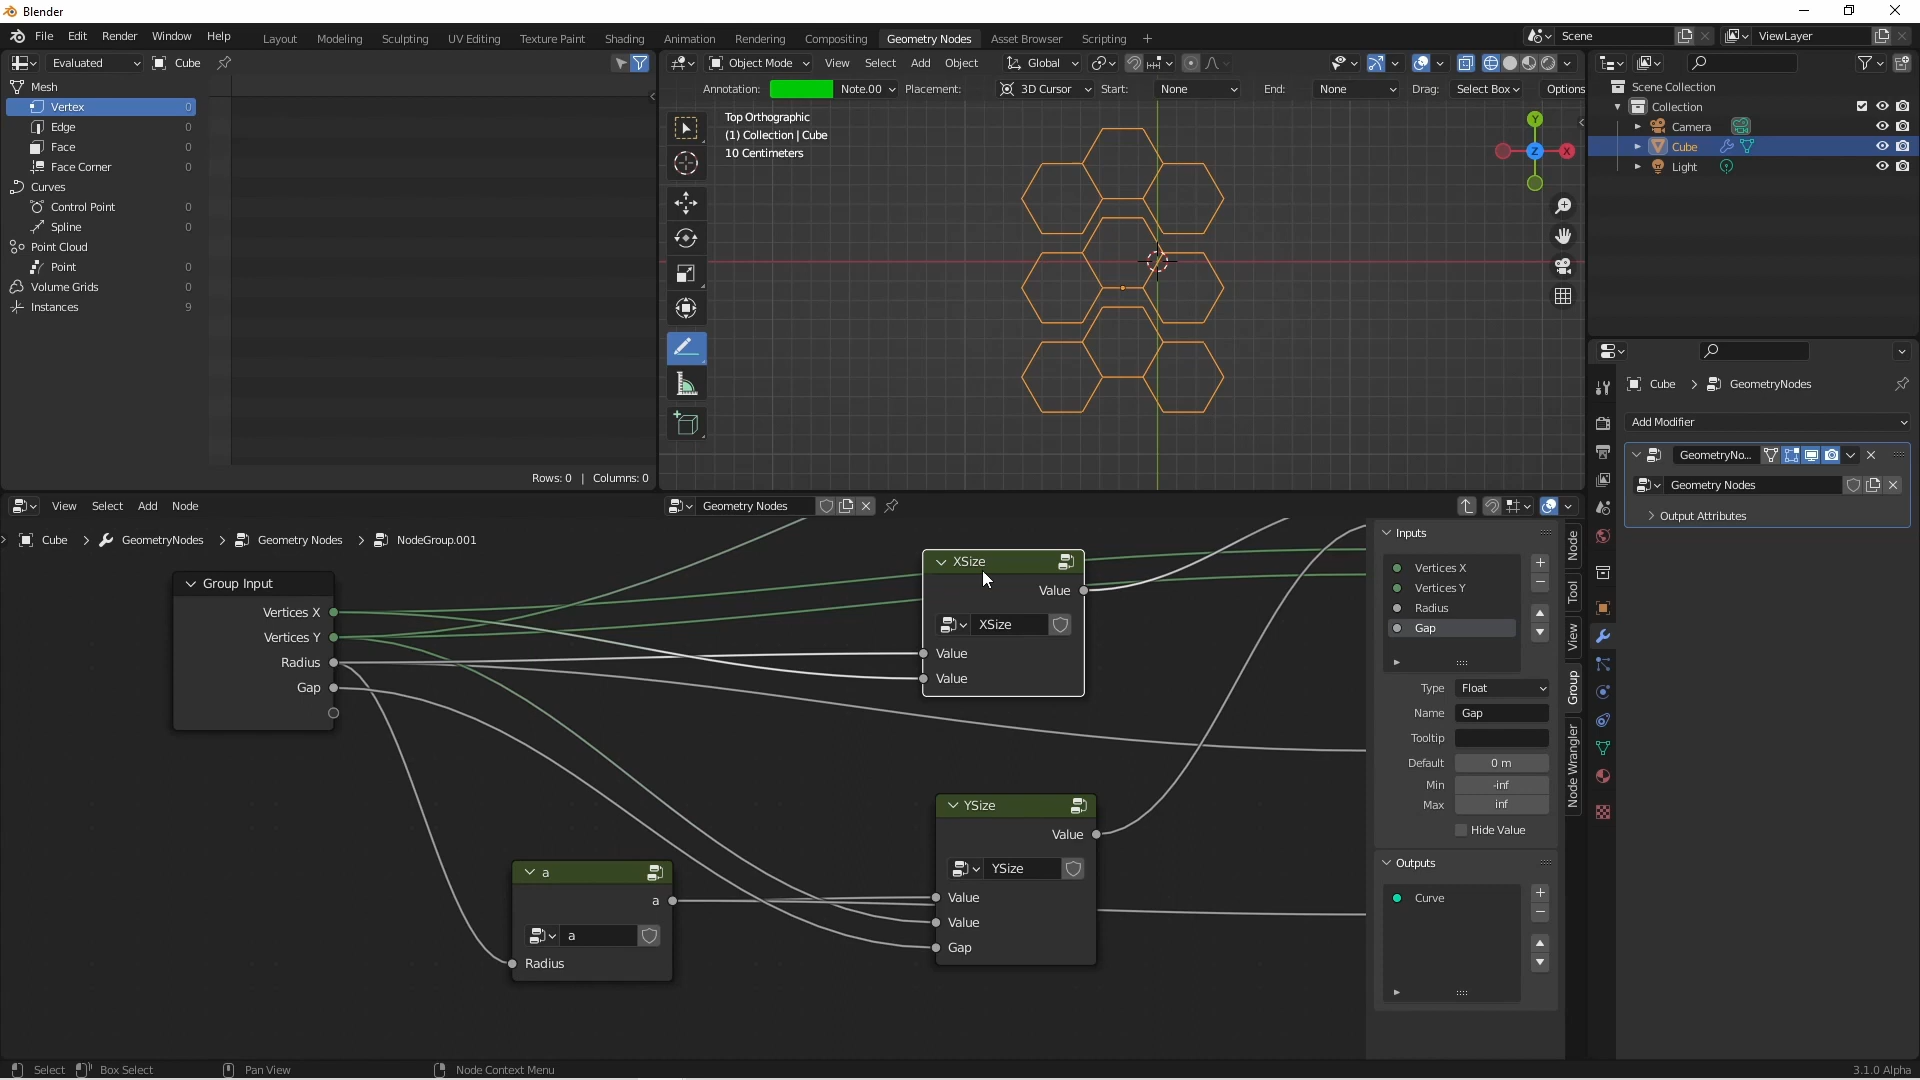 Blender
File Edit Render Window Help Layout Modeling Sculpting UV Editing Texture Paint Shading Animation Rendering Compositing Geometry Nodes Asset Browser Scripting + Scene ViewLayer
Evaluated Cube
Object Mode View Select Add Object Global
Annotation: Note.00 Placement: 3D Cursor Start: None End: None Drag: Select Box Options
Mesh
Vertex 0
Edge 0
Face 0
Face Corner 0
Curves
Control Point 0
Spline 0
Point Cloud
Point 0
Volume Grids 0
Instances 9
Rows: 0 | Columns: 0
Top Orthographic
(1) Collection | Cube
10 Centimeters
Y
Z X
Scene Collection
Collection
Camera
Cube
Light
Cube > GeometryNodes
Add Modifier
GeometryNo...
Geometry Nodes
Output Attributes
View Select Add Node Geometry Nodes
Cube > GeometryNodes > Geometry Nodes > NodeGroup.001
Group Input
Vertices X
Vertices Y
Radius
Gap
XSize
Value
XSize
Value
Value
YSize
Value
YSize
Value
Value
Gap
a
a
a
Radius
Inputs
Vertices X
Vertices Y
Radius
Gap
Type Float
Name Gap
Tooltip
Default 0 m
Min -inf
Max inf
Hide Value
Outputs
Curve
Node
Tool
View
Group
Node Wrangler
Select Box Select Pan View Node Context Menu 3.1.0 Alpha